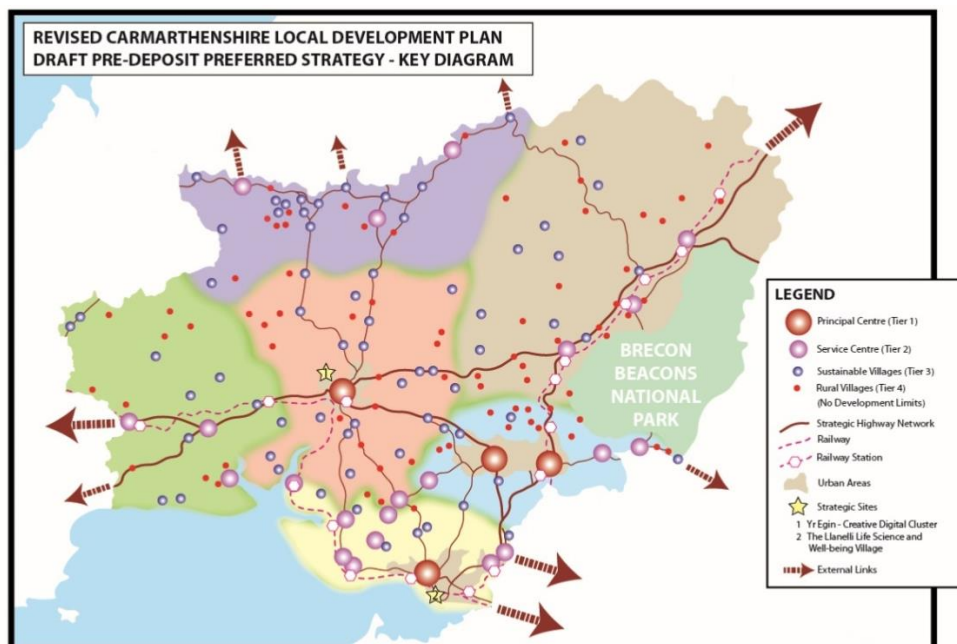 REVISED CARMARTHENSHIRE LOCAL DEVELOPMENT PLAN
DRAFT PRE-DEPOSIT PREFERRED STRATEGY - KEY DIAGRAM
1
BRECON
BEACONS
NATIONAL
PARK
2
LEGEND
Principal Centre (Tier 1)
Service Centre (Tier 2)
Sustainable Villages (Tier 3)
Rural Villages (Tier 4)
(No Development Limits)
Strategic Highway Network
Railway
Railway Station
Urban Areas
Strategic Sites
1 Yr Egin - Creative Digital Cluster
2 The Llanelli Life Science and
Well-being Village
External Links